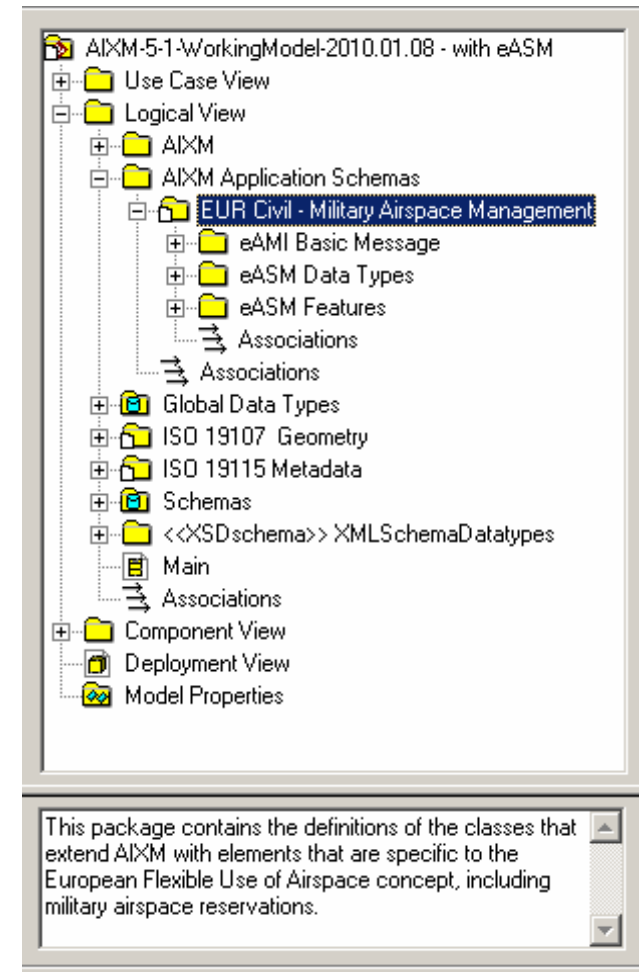 AIXM-5-1-WorkingModel-2010.01.08 - with eASM
Use Case View
Logical View
AIXM
AIXM Application Schemas
EUR Civil - Military Airspace Management
eAMI Basic Message
eASM Data Types
eASM Features
Associations
Associations
Global Data Types
ISO 19107 Geometry
ISO 19115 Metadata
Schemas
<<XSDschema>> XMLSchemaDatatypes
Main
Associations
Component View
Deployment View
Model Properties
This package contains the definitions of the classes that
extend AIXM with elements that are specific to the
European Flexible Use of Airspace concept, including
military airspace reservations.